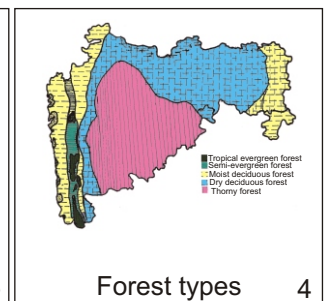 Tropical evergreen forest
Semi-evergreen forest
Moist deciduous forest
Dry deciduous forest
Thorny forest
Forest types 4